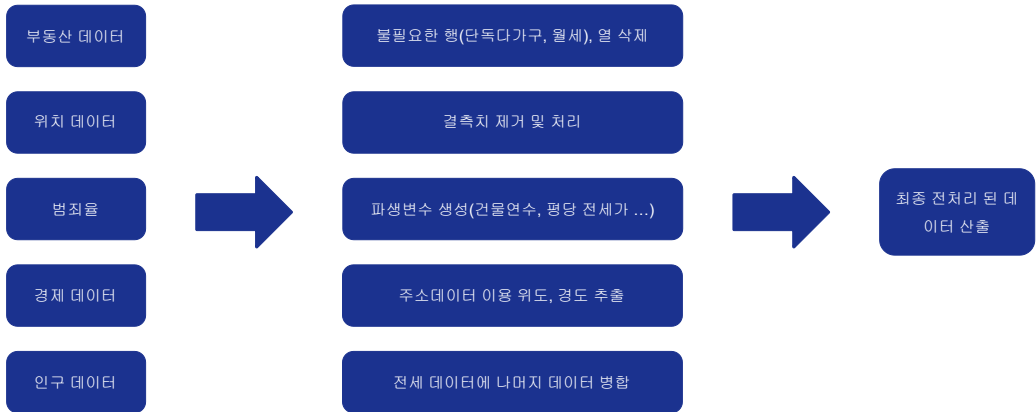 부동산 데이터
위치 데이터
범죄율
경제 데이터
인구 데이터
불필요한 행(단독다가구, 월세), 열 삭제
결측치 제거 및 처리
파생변수 생성(건물연수, 평당 전세가 ...)
주소데이터 이용 위도, 경도 추출
전세 데이터에 나머지 데이터 병합
최종 전처리 된 데
이터 산출